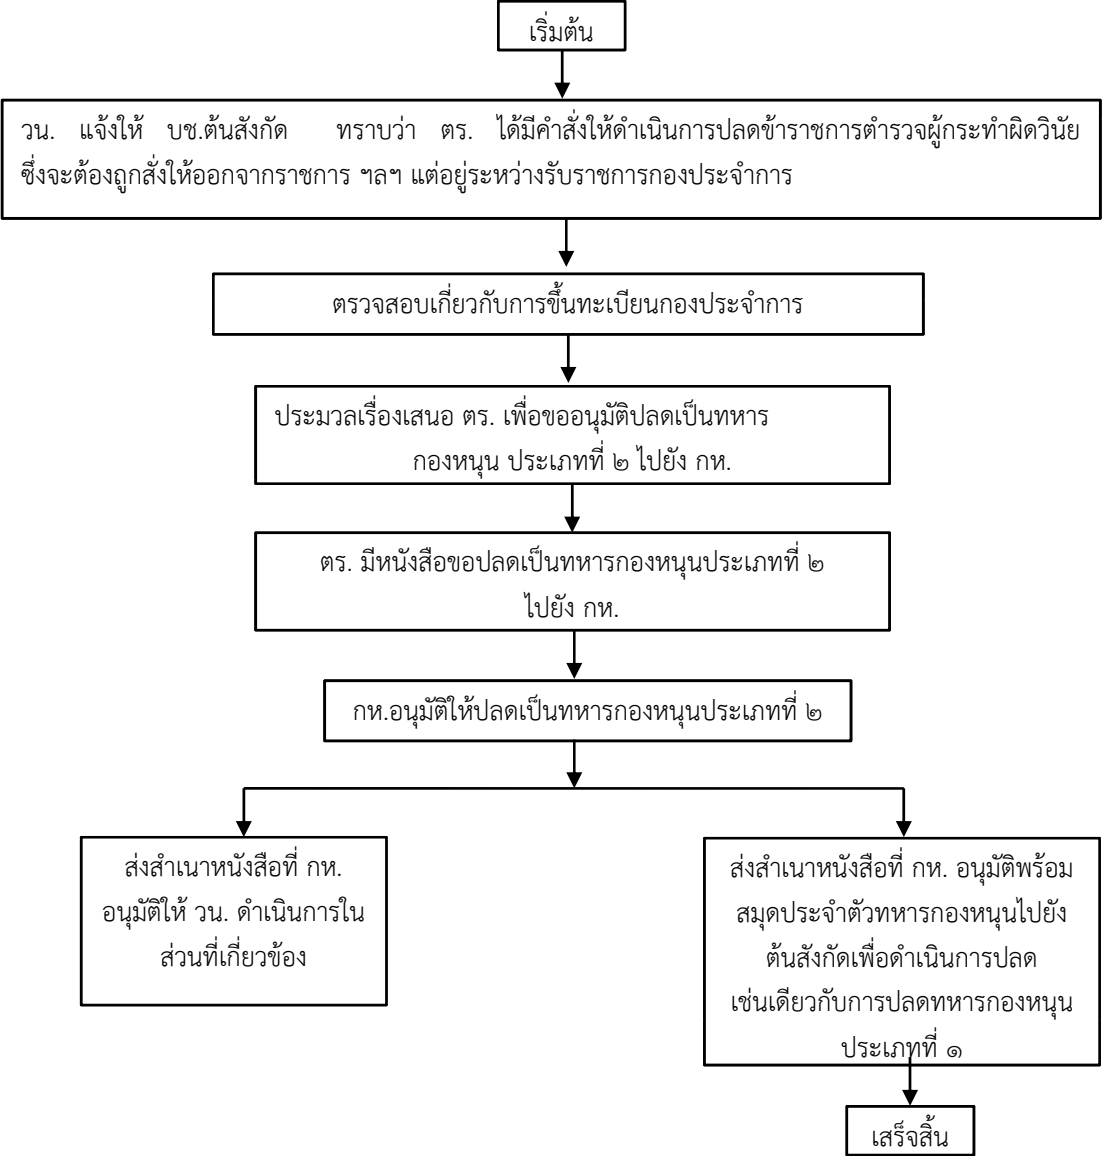 เริ่มต้น
วน. แจ้งให้ บช.ต้นสังกัด ทราบว่า ตร. ได้มีคำสั่งให้ดำเนินการปลดข้าราชการตำรวจผู้กระทำผิดวินัย
ซึ่งจะต้องถูกสั่งให้ออกจากราชการ ฯลฯ แต่อยู่ระหว่างรับราชการกองประจำการ
ตรวจสอบเกี่ยวกับการขึ้นทะเบียนกองประจำการ
ประมวลเรื่องเสนอ ตร. เพื่อขออนุมัติปลดเป็นทหาร
กองหนุน ประเภทที่ ๒ ไปยัง กห.
ตร. มีหนังสือขอปลดเป็นทหารกองหนุนประเภทที่ ๒
ไปยัง กห.
กห.อนุมัติให้ปลดเป็นทหารกองหนุนประเภทที่ ๒
ส่งสำเนาหนังสือที่ กห.
อนุมัติให้ วน. ดำเนินการใน
ส่วนที่เกี่ยวข้อง
ส่งสำเนาหนังสือที่ กห. อนุมัติพร้อม
สมุดประจำตัวทหารกองหนุนไปยัง
ต้นสังกัดเพื่อดำเนินการปลด
เช่นเดียวกับการปลดทหารกองหนุน
ประเภทที่ ๑
เสร็จสิ้น